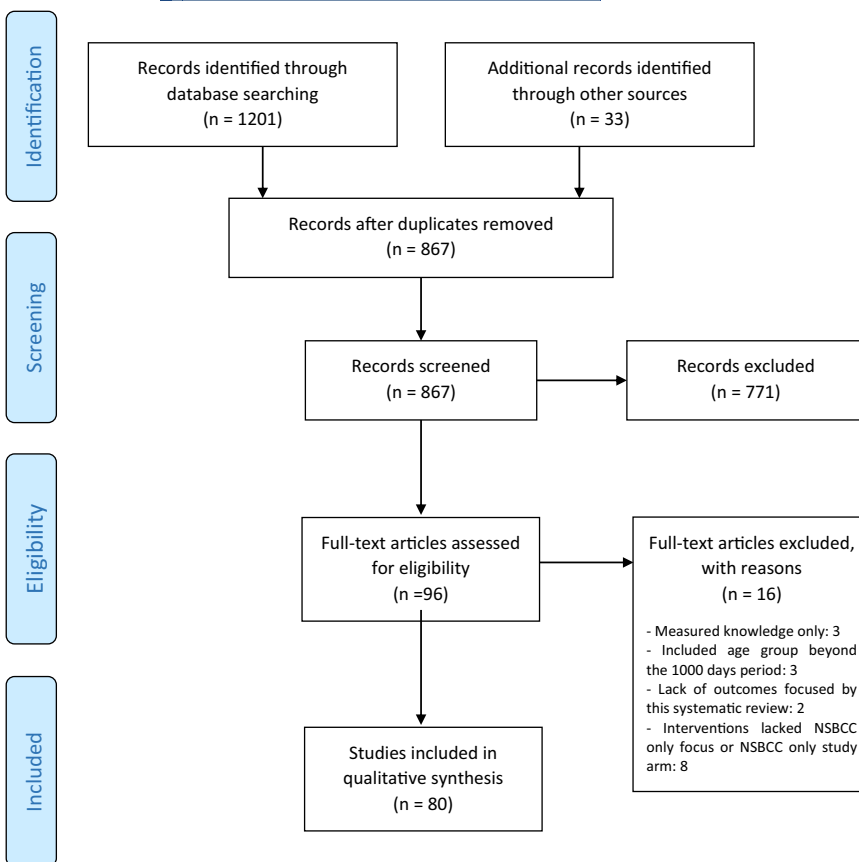 Identification
Records identified through
database searching
(n = 1201)
Additional records identified
through other sources
(n = 33)
Records after duplicates removed
(n = 867)
Screening
Records screened
(n = 867)
Records excluded
(n = 771)
Eligibility
Full-text articles assessed
for eligibility
(n =96)
Full-text articles excluded,
with reasons
(n = 16)
- Measured knowledge only: 3
- Included age group beyond
the 1000 days period: 3
- Lack of outcomes focused by
this systematic review: 2
- Interventions lacked NSBCC
only focus or NSBCC only study
arm: 8
Included
Studies included in
qualitative synthesis
(n = 80)